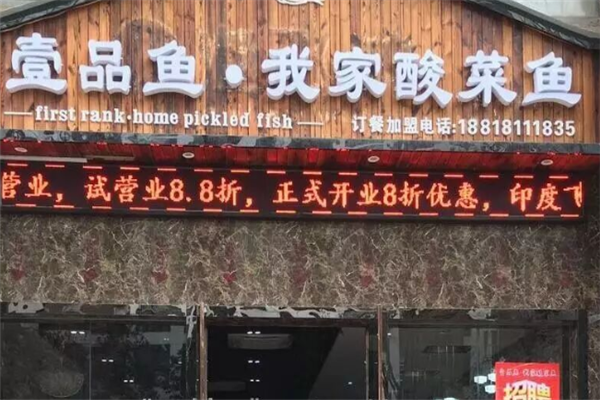 壹品鱼·我家酸菜鱼
first rank·home pickled fish
订餐加盟电话:18818111835
营业，试营业8.8折，正式开业8折优惠，印度飞
招聘